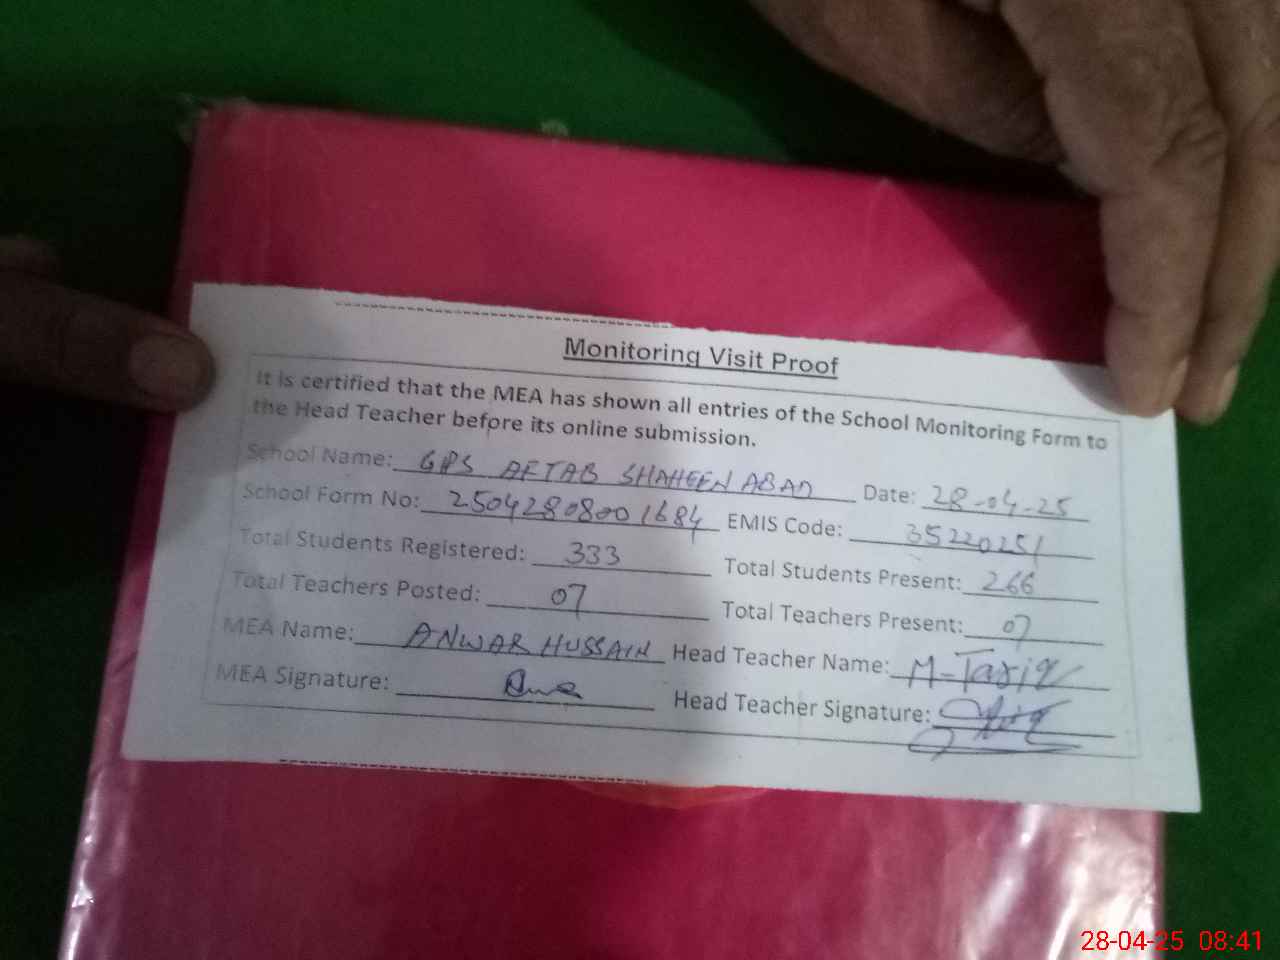 Monitoring Visit Proof
It is certified that the MEA has shown all entries of the School Monitoring Form to
the Head Teacher before its online submission.
School Name: GPS AFTAB SHAHEEN ABAD Date: 28-04-25
School Form No: 25042808001684 EMIS Code: 35220251
Total Students Registered: 333 Total Students Present: 266
Total Teachers Posted: 07 Total Teachers Present: 07
MEA Name: ANWAR HUSSAIN Head Teacher Name: M-Tariq
MEA Signature: Head Teacher Signature:
28-04-25 08:41